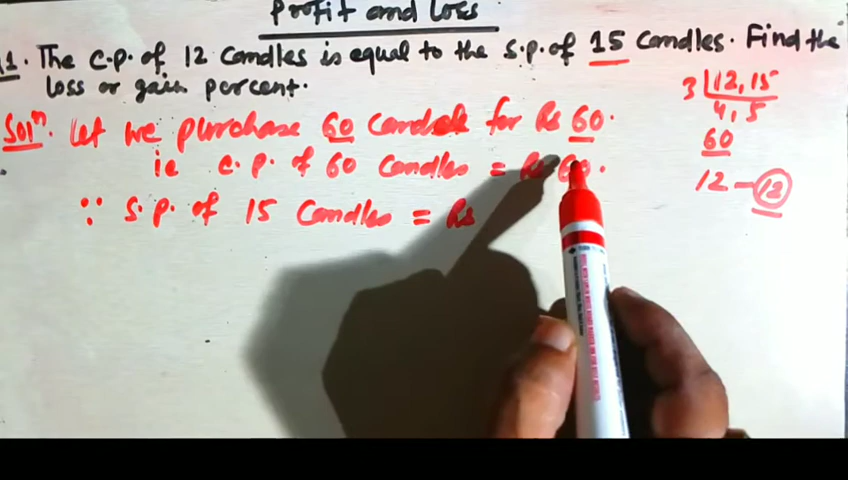 Profit and Loss
Q1. The C.P. of 12 Candles is equal to the S.P. of 15 Candles. Find the
loss or gain percent.
Solⁿ. Let we purchase 60 Candles for Rs 60.
ie C.P. of 60 Candles = Rs 60.
∵ S.P. of 15 Candles = Rs
3 | 12, 15
4, 5
60
12 – 12